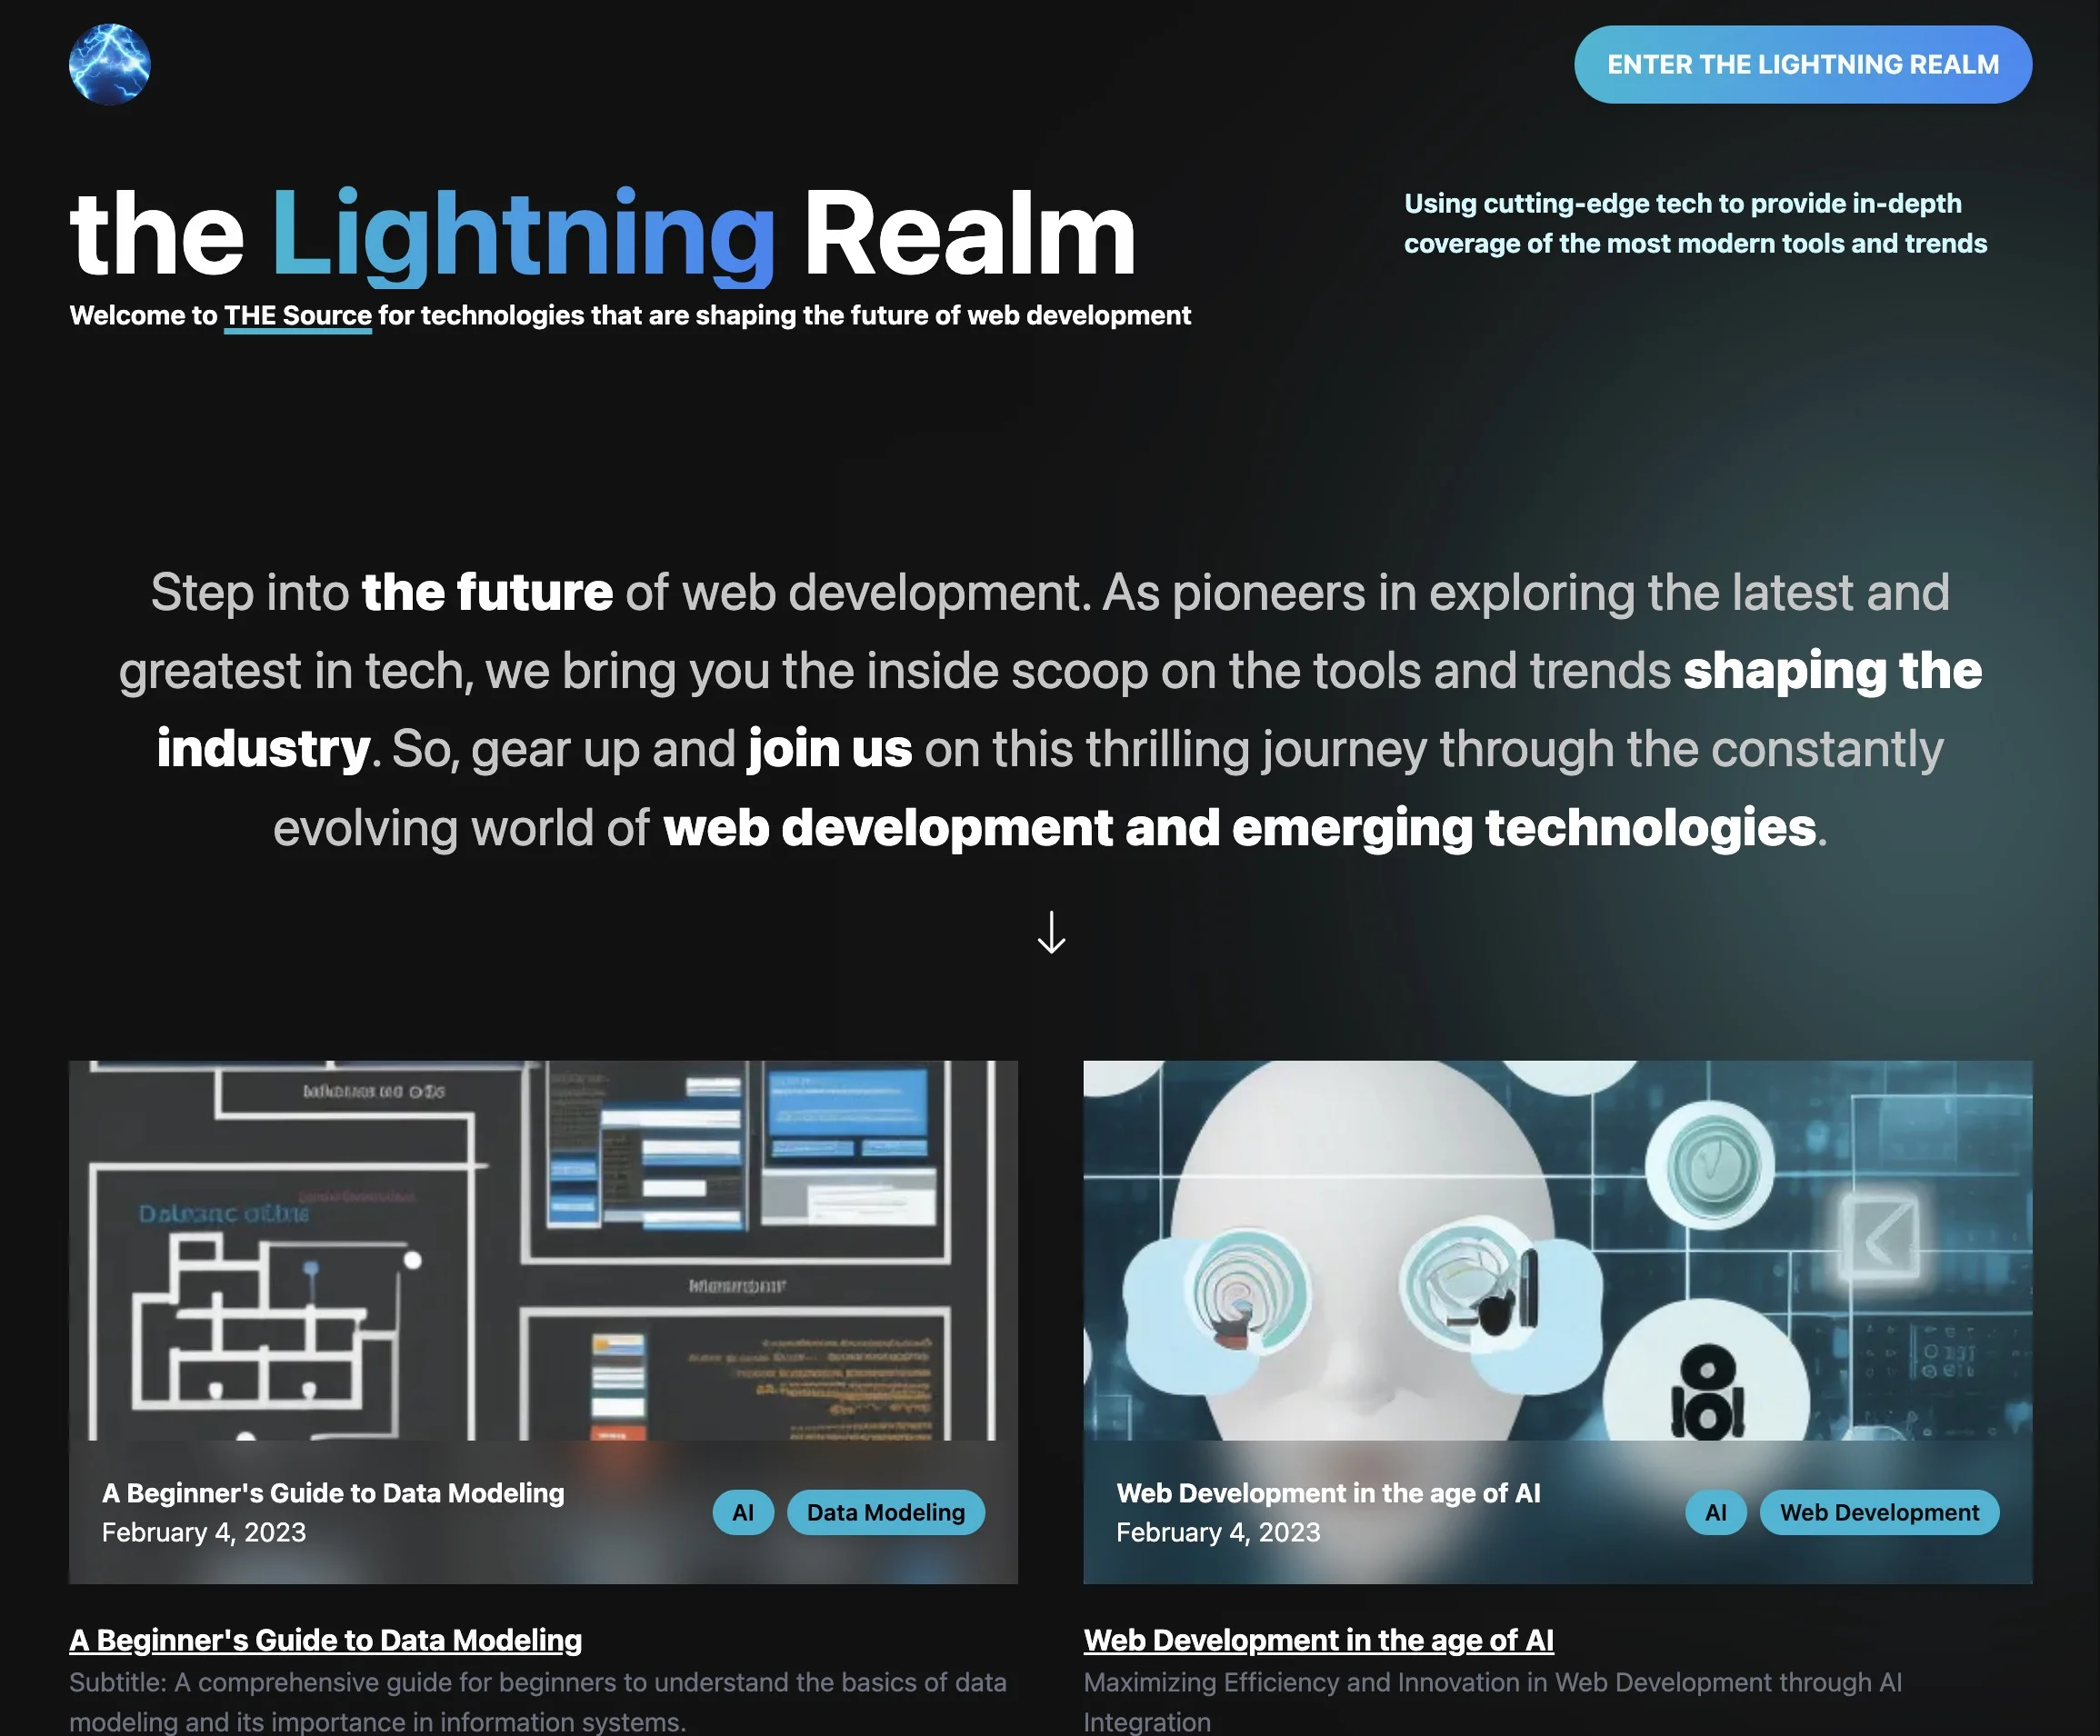 ENTER THE LIGHTNING REALM
the Lightning Realm
Using cutting-edge tech to provide in-depth
coverage of the most modern tools and trends
Welcome to THE Source for technologies that are shaping the future of web development
Step into the future of web development. As pioneers in exploring the latest and
greatest in tech, we bring you the inside scoop on the tools and trends shaping the
industry. So, gear up and join us on this thrilling journey through the constantly
evolving world of web development and emerging technologies.
A Beginner's Guide to Data Modeling
February 4, 2023
AI
Data Modeling
Web Development in the age of AI
February 4, 2023
AI
Web Development
A Beginner's Guide to Data Modeling
Subtitle: A comprehensive guide for beginners to understand the basics of data
modeling and its importance in information systems.
Web Development in the age of AI
Maximizing Efficiency and Innovation in Web Development through AI
Integration